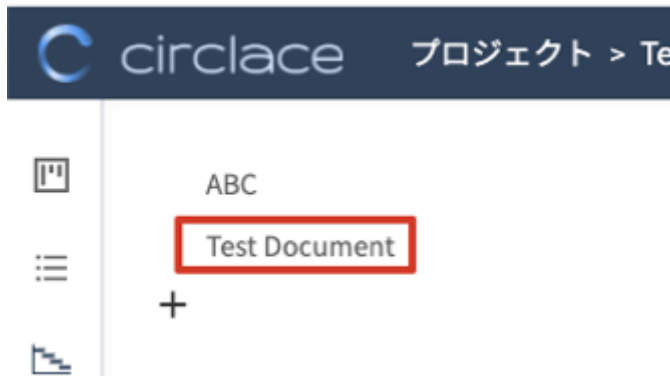 circlace プロジェクト > Te
ABC
Test Document
+